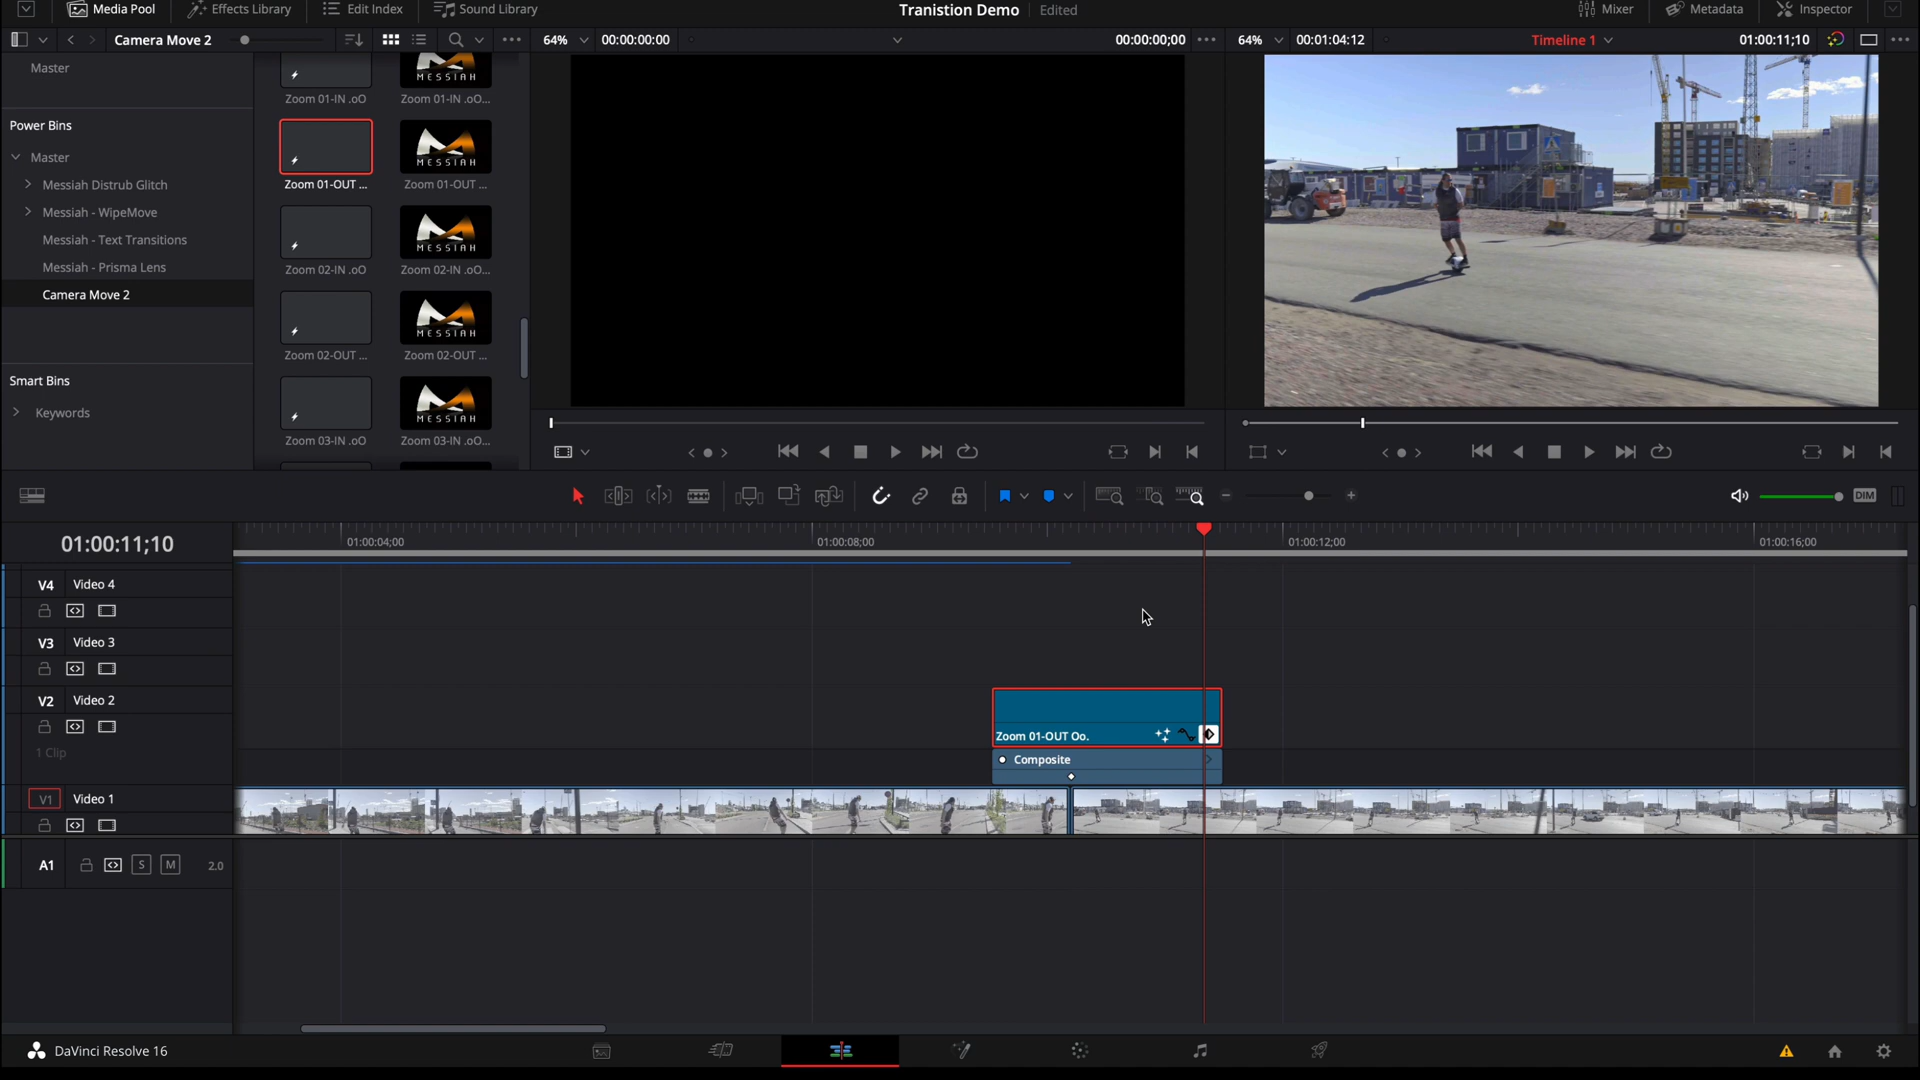 Media Pool
Effects Library
Edit Index
Sound Library
Transtion Demo
Edited
Mixer
Metadata
Inspector
Camera Move 2
64%
00:00:00:00
00:00:00;00
64%
00:01:04:12
Timeline 1
01:00:11;10
Master
Power Bins
Master
Messiah Distrub Glitch
Messiah - WipeMove
Messiah - Text Transitions
Messiah - Prisma Lens
Camera Move 2
Smart Bins
Keywords
MESSIAH
Zoom 01-IN .oO
Zoom 01-IN .oO...
MESSIAH
Zoom 01-OUT ...
Zoom 01-OUT ...
MESSIAH
Zoom 02-IN .oO
Zoom 02-IN .oO...
MESSIAH
Zoom 02-OUT ...
Zoom 02-OUT ...
MESSIAH
Zoom 03-IN .oO
Zoom 03-IN .oO...
DIM
01:00:11;10
01:00:04;00
01:00:08;00
01:00:12;00
01:00:16;00
V4
Video 4
V3
Video 3
V2
Video 2
1 Clip
Zoom 01-OUT Oo.
Composite
V1
Video 1
A1
S
M
2.0
DaVinci Resolve 16